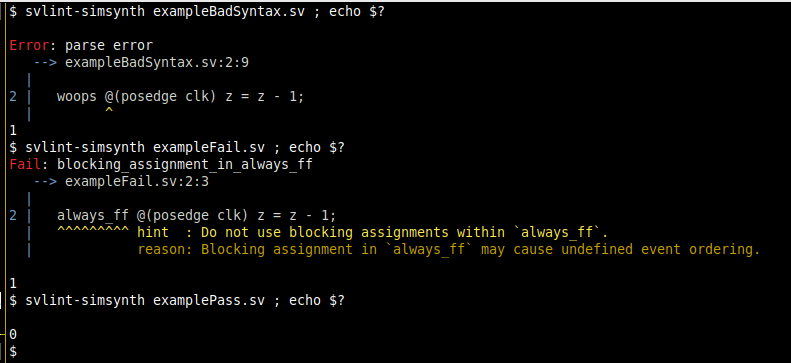 $ svlint-simsynth exampleBadSyntax.sv ; echo $?
Error: parse error
--> exampleBadSyntax.sv:2:9
|
2 | woops @(posedge clk) z = z - 1;
| ^
1
$ svlint-simsynth exampleFail.sv ; echo $?
Fail: blocking_assignment_in_always_ff
--> exampleFail.sv:2:3
|
2 | always_ff @(posedge clk) z = z - 1;
| ^^^^^^^^^ hint  : Do not use blocking assignments within `always_ff`.
| reason: Blocking assignment in `always_ff` may cause undefined event ordering.
1
$ svlint-simsynth examplePass.sv ; echo $?
0
$